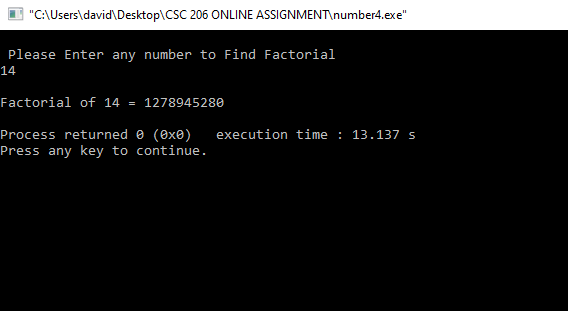 "C:\Users\david\Desktop\CSC 206 ONLINE ASSIGNMENT\number4.exe"
Please Enter any number to Find Factorial
14
Factorial of 14 = 1278945280
Process returned 0 (0x0)   execution time : 13.137 s
Press any key to continue.